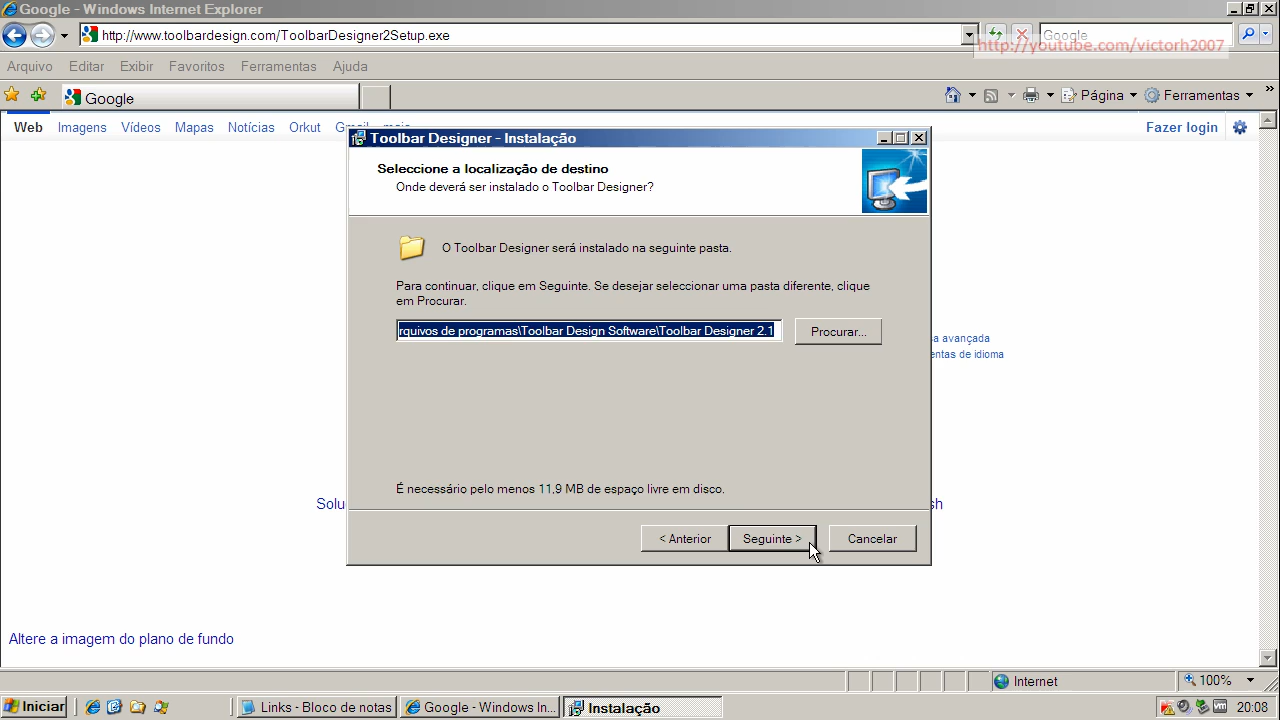 Google - Windows Internet Explorer
http://www.toolbardesign.com/ToolbarDesigner2Setup.exe
Google
http://youtube.com/victorh2007
Arquivo Editar Exibir Favoritos Ferramentas Ajuda
Google
Página
Ferramentas
»
Web Imagens Vídeos Mapas Notícias Orkut
Fazer login
Toolbar Designer - Instalação
Seleccione a localização de destino
Onde deverá ser instalado o Toolbar Designer?
O Toolbar Designer será instalado na seguinte pasta.
Para continuar, clique em Seguinte. Se desejar seleccionar uma pasta diferente, clique
em Procurar.
rquivos de programas\Toolbar Design Software\Toolbar Designer 2.1
Procurar...
a avançada
entas de idioma
É necessário pelo menos 11,9 MB de espaço livre em disco.
Solu
sh
< Anterior
Seguinte >
Cancelar
Altere a imagem do plano de fundo
Internet
100%
Iniciar
Links - Bloco de notas
Google - Windows In...
Instalação
20:08